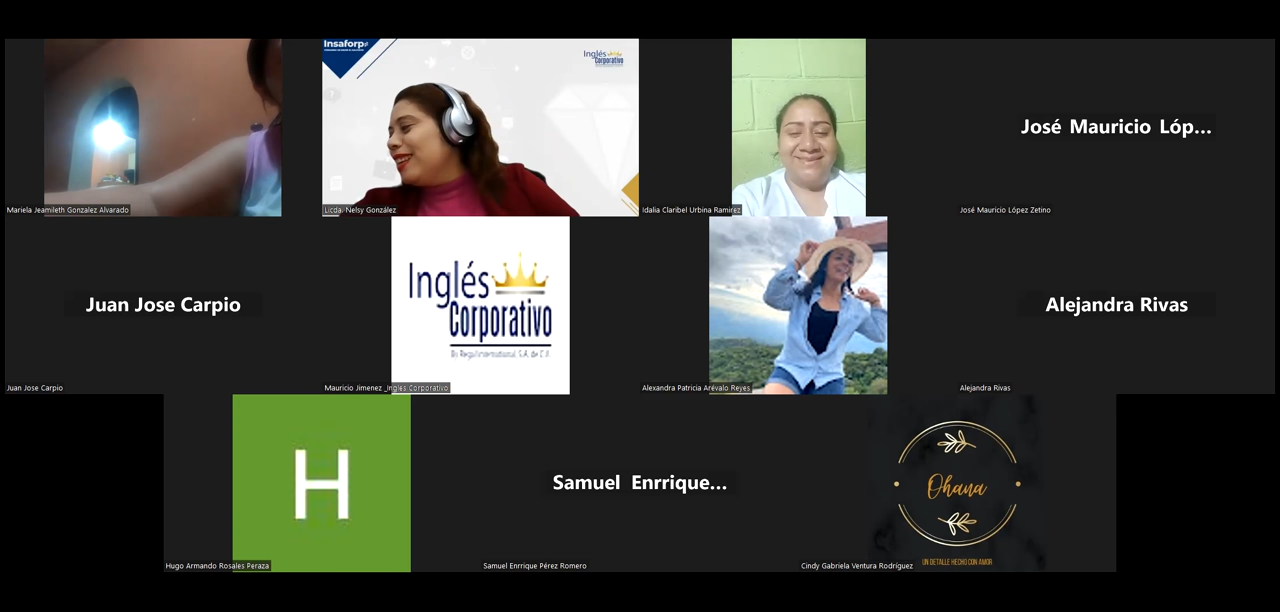 Insaforp
Inglés
Corporativo
Mariela Jeamileth Gonzalez Alvarado
Licda. Nelsy González
Idalia Claribel Urbina Ramirez
José Mauricio Lóp...
José Mauricio López Zetino
Juan Jose Carpio
Juan Jose Carpio
Inglés
Corporativo
Mauricio Jimenez _Ingles Corporativo
Alexandra Patricia Arévalo Reyes
Alejandra Rivas
Alejandra Rivas
H
Hugo Armando Rosales Peraza
Samuel Enrrique...
Samuel Enrrique Pérez Romero
Ohana
UN DETALLE HECHO CON AMOR
Cindy Gabriela Ventura Rodríguez